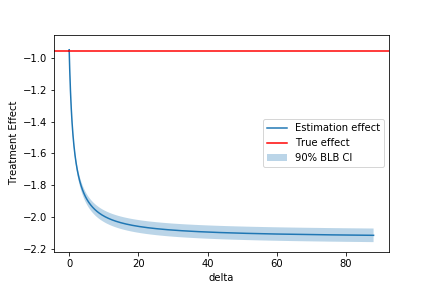 −1.0
−1.2
−1.4
−1.6
−1.8
−2.0
−2.2
Treatment Effect
Estimation effect
True effect
90% BLB CI
0 20 40 60 80
delta